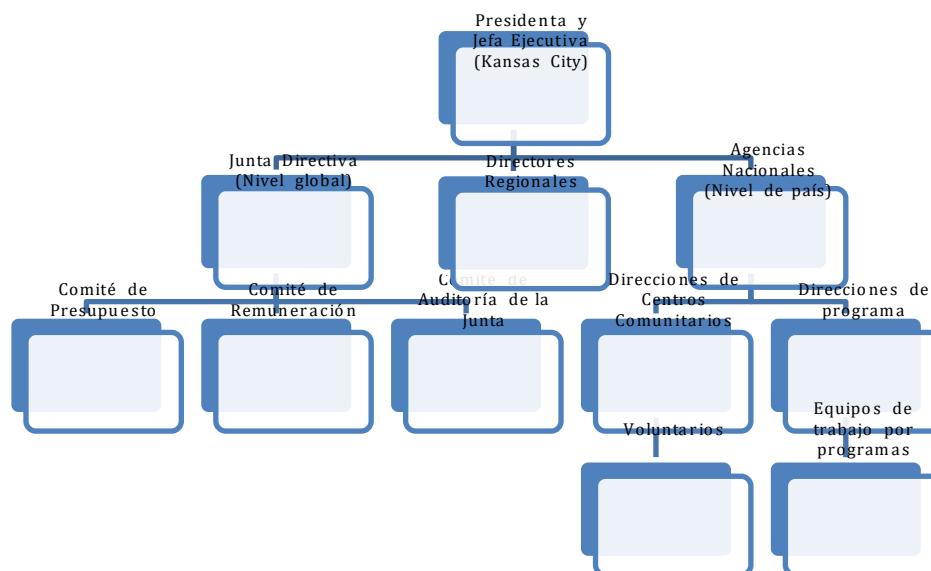 Presidenta y
Jefa Ejecutiva
(Kansas City)
Junta Directiva
(Nivel global)
Directores
Regionales
Agencias
Nacionales
(Nivel de país)
Comité de
Presupuesto
Comité de
Remuneración
Comité de
Auditoría de la
Junta
Direcciones de
Centros
Comunitarios
Direcciones de
programa
Voluntarios
Equipos de
trabajo por
programas